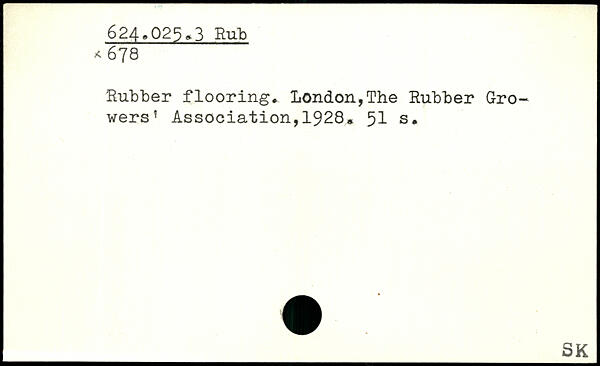 624.025.3 Rub
x 678
Rubber flooring. London,The Rubber Gro-
wers' Association,1928. 51 s.
SK